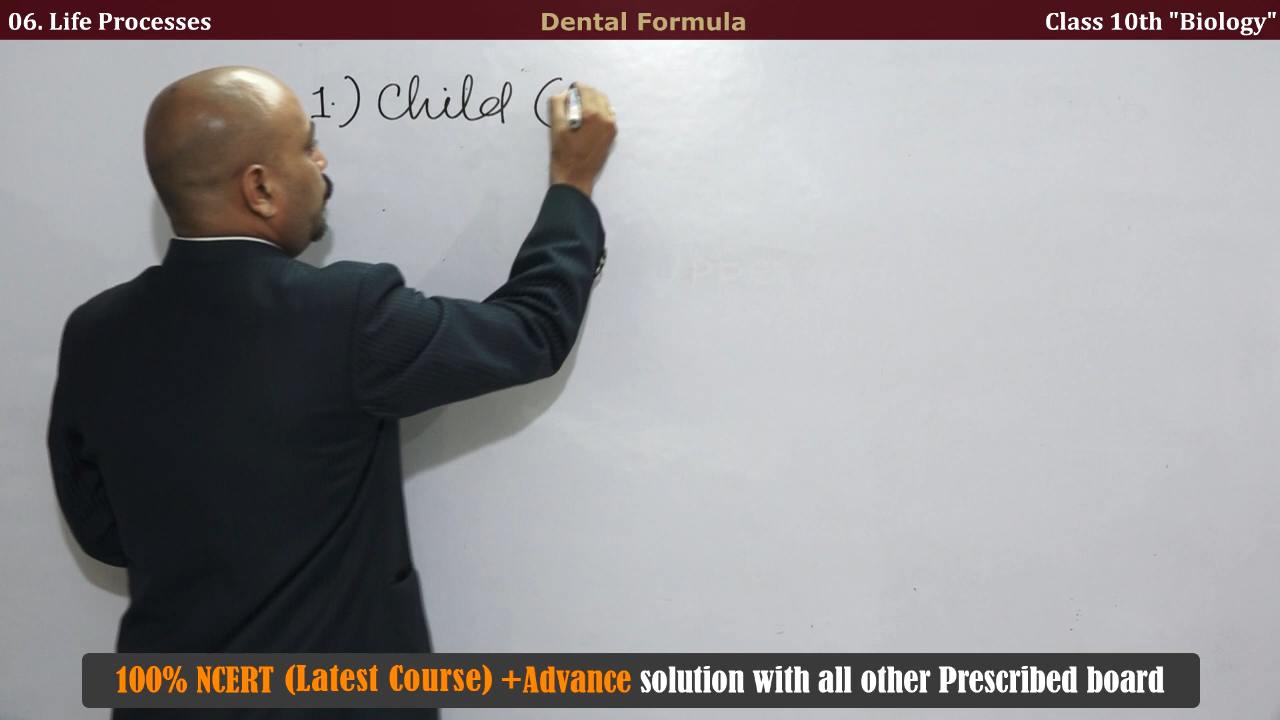 06. Life Processes
Dental Formula
Class 10th "Biology"
1.) Child (
100% NCERT (Latest Course) +Advance solution with all other Prescribed board